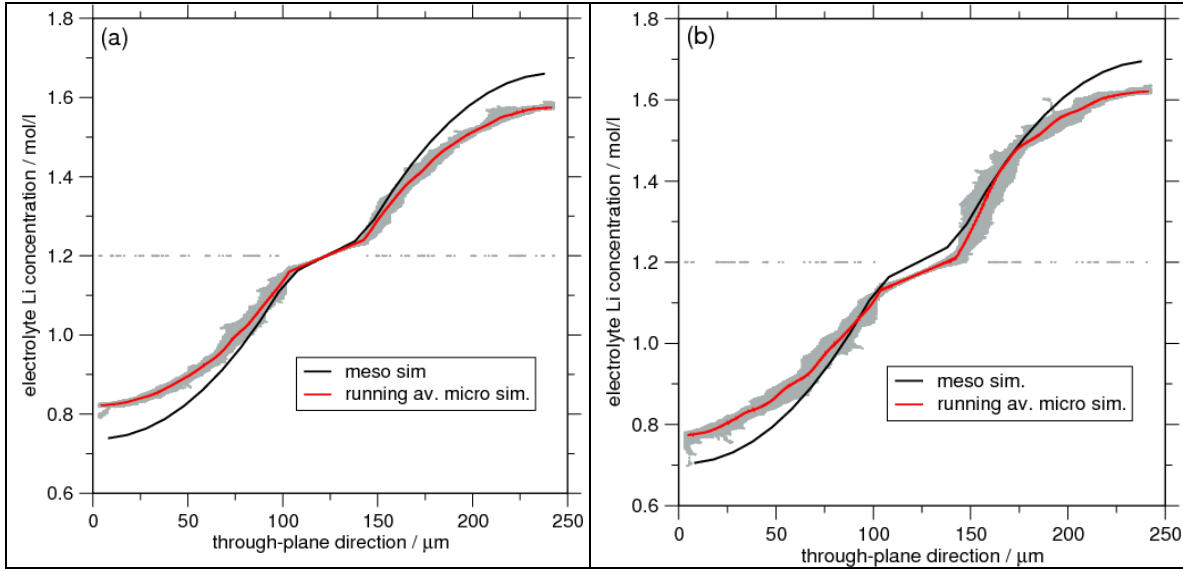 (a)
1.8
1.6
1.4
1.2
1.0
0.8
0.6
electrolyte Li concentration / mol/l
meso sim
running av. micro sim.
0 50 100 150 200 250
through-plane direction / μm
(b)
1.8
1.6
1.4
1.2
1.0
0.8
0.6
electrolyte Li concentration / mol/l
meso sim.
running av. micro sim.
0 50 100 150 200 250
through-plane direction / μm